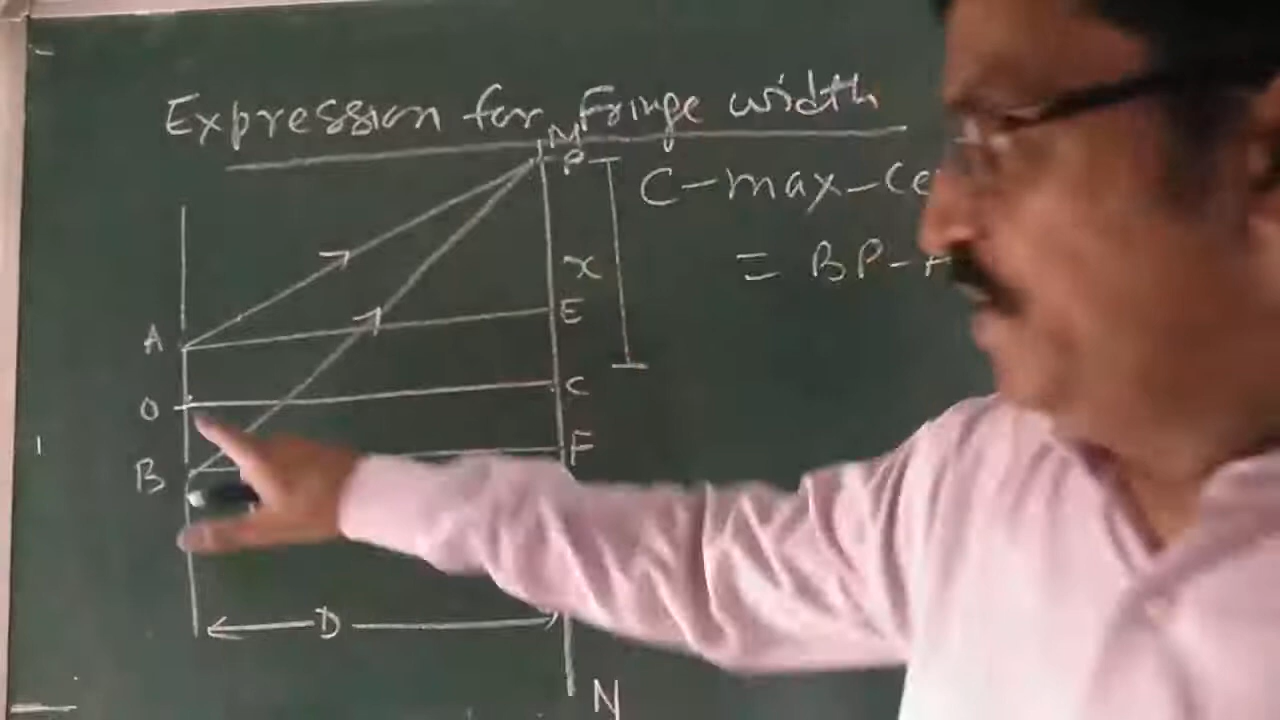 Expression for Fringe width
M
P
C-max-ce
= BP-A
x
E
A
C
O
F
B
D
N